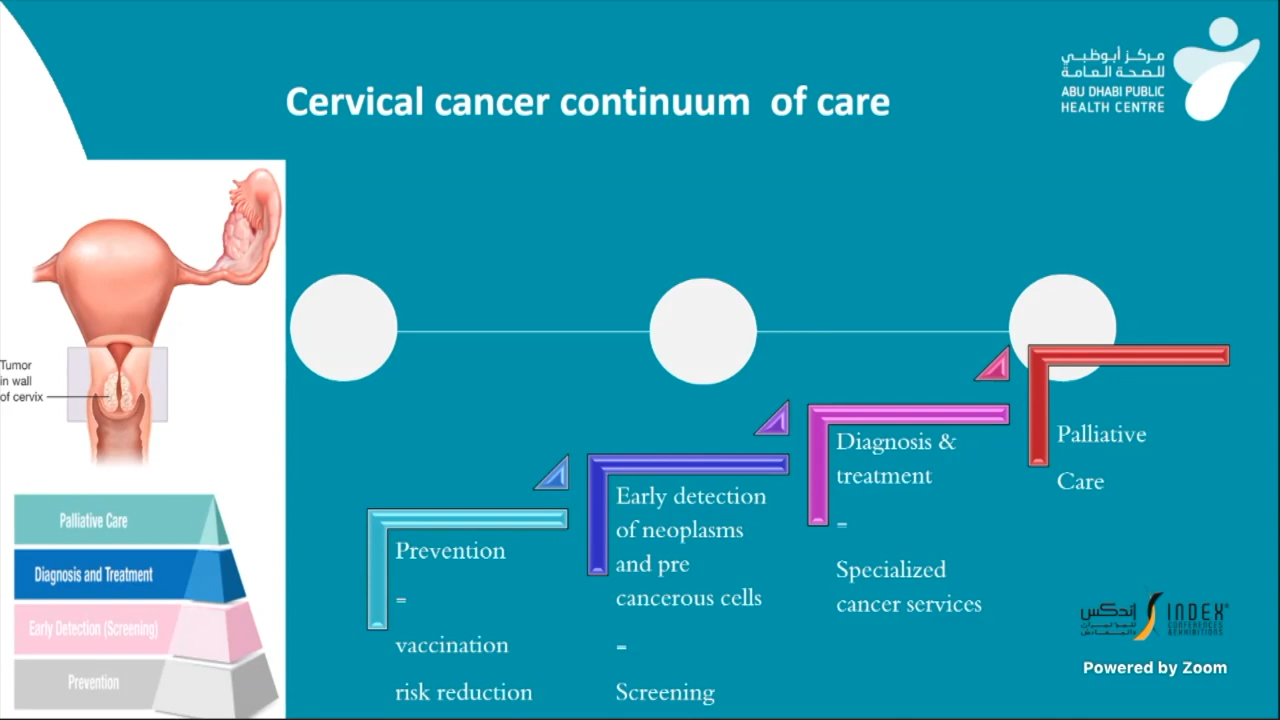 Cervical cancer continuum of care
مركز أبوظبي
للصحة العامة
ABU DHABI PUBLIC
HEALTH CENTRE
Tumor
in wall
of cervix
Palliative Care
Diagnosis and Treatment
Early Detection (Screening)
Prevention
Prevention
=
vaccination
risk reduction
Early detection
of neoplasms
and pre
cancerous cells
=
Screening
Diagnosis &
treatment
=
Specialized
cancer services
Palliative
Care
إندكس
INDEX
CONFERENCES
& EXHIBITIONS
Powered by Zoom